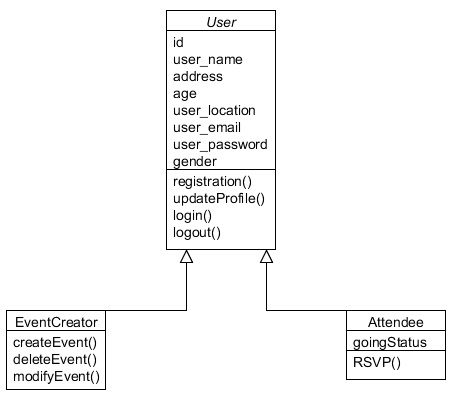 User
id
user_name
address
age
user_location
user_email
user_password
gender
registration()
updateProfile()
login()
logout()
EventCreator
createEvent()
deleteEvent()
modifyEvent()
Attendee
goingStatus
RSVP()